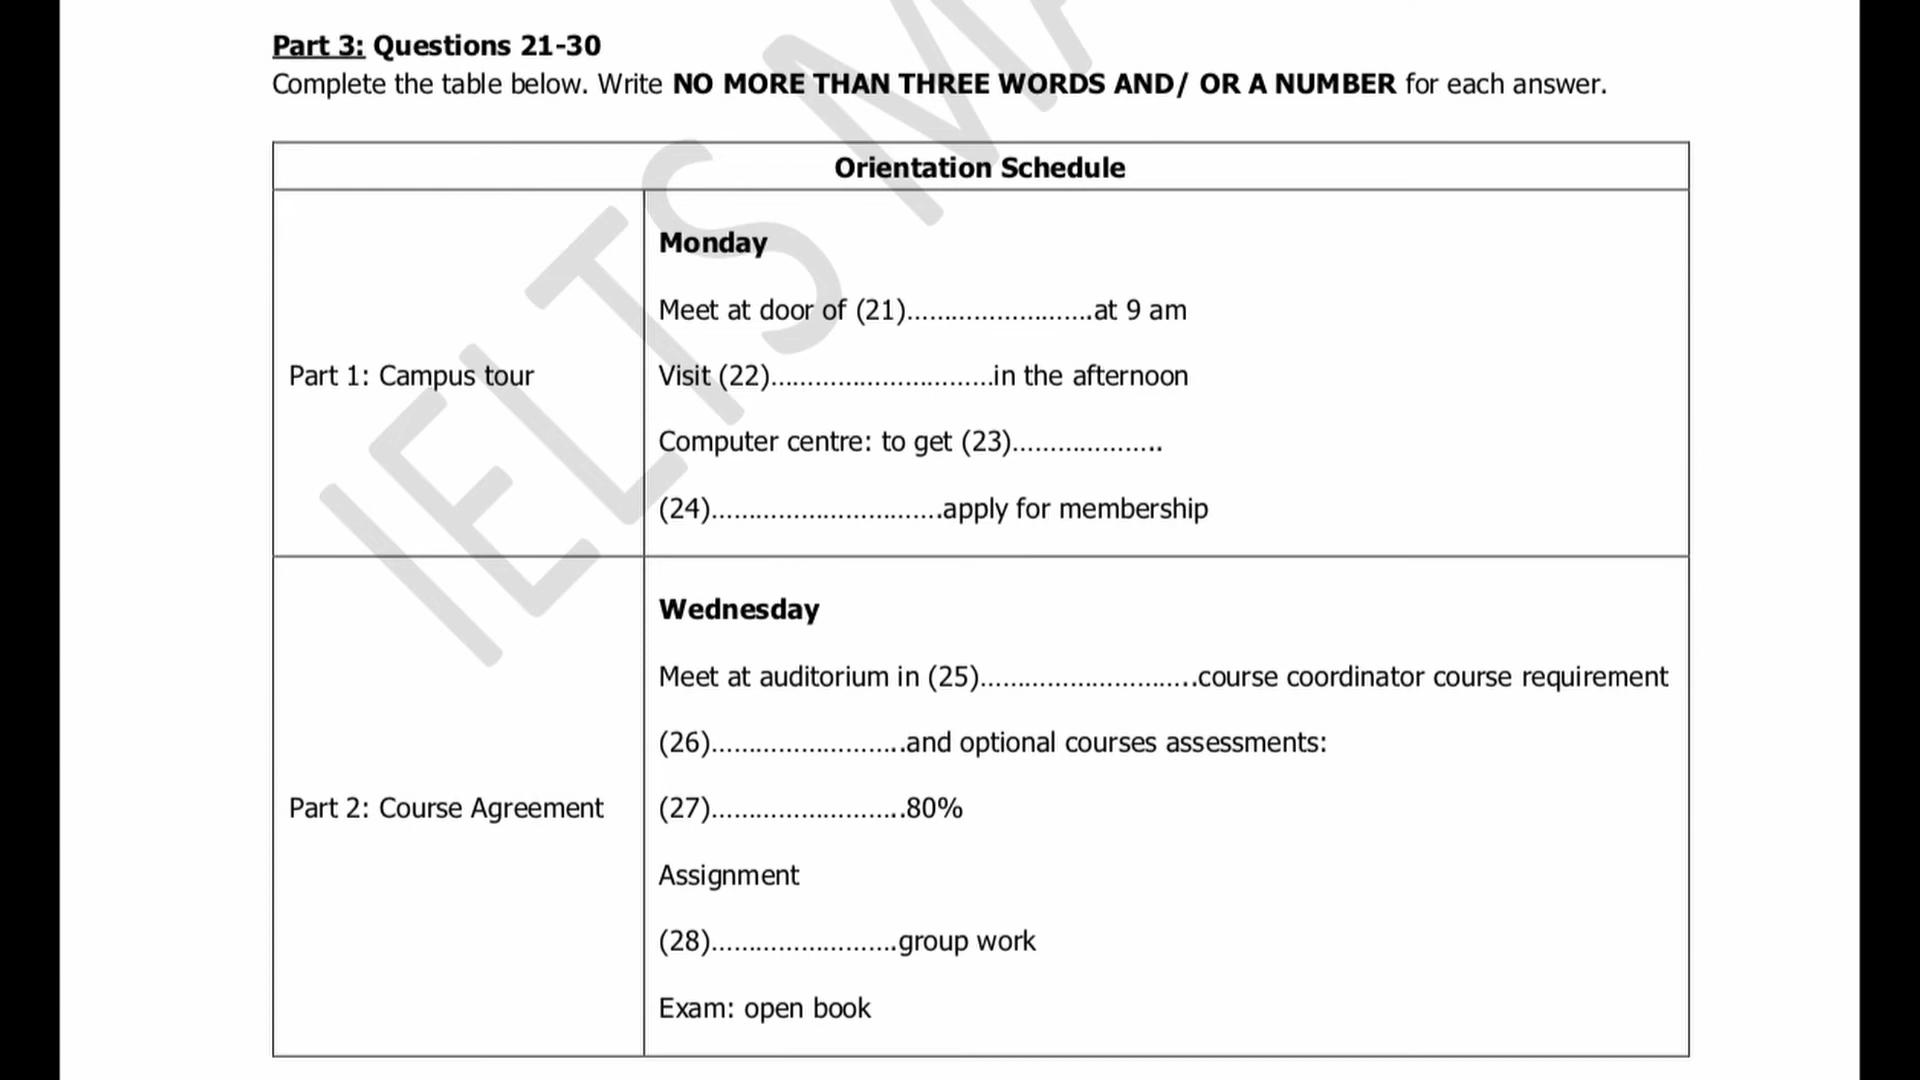 Part 3: Questions 21-30
Complete the table below. Write NO MORE THAN THREE WORDS AND/ OR A NUMBER for each answer.
Orientation Schedule
Part 1: Campus tour
Monday
Meet at door of (21).........................at 9 am
Visit (22)..............................in the afternoon
Computer centre: to get (23)....................
(24)...............................apply for membership
Part 2: Course Agreement
Wednesday
Meet at auditorium in (25).............................course coordinator course requirement
(26)..........................and optional courses assessments:
(27)..........................80%
Assignment
(28).........................group work
Exam: open book
IELTS MA